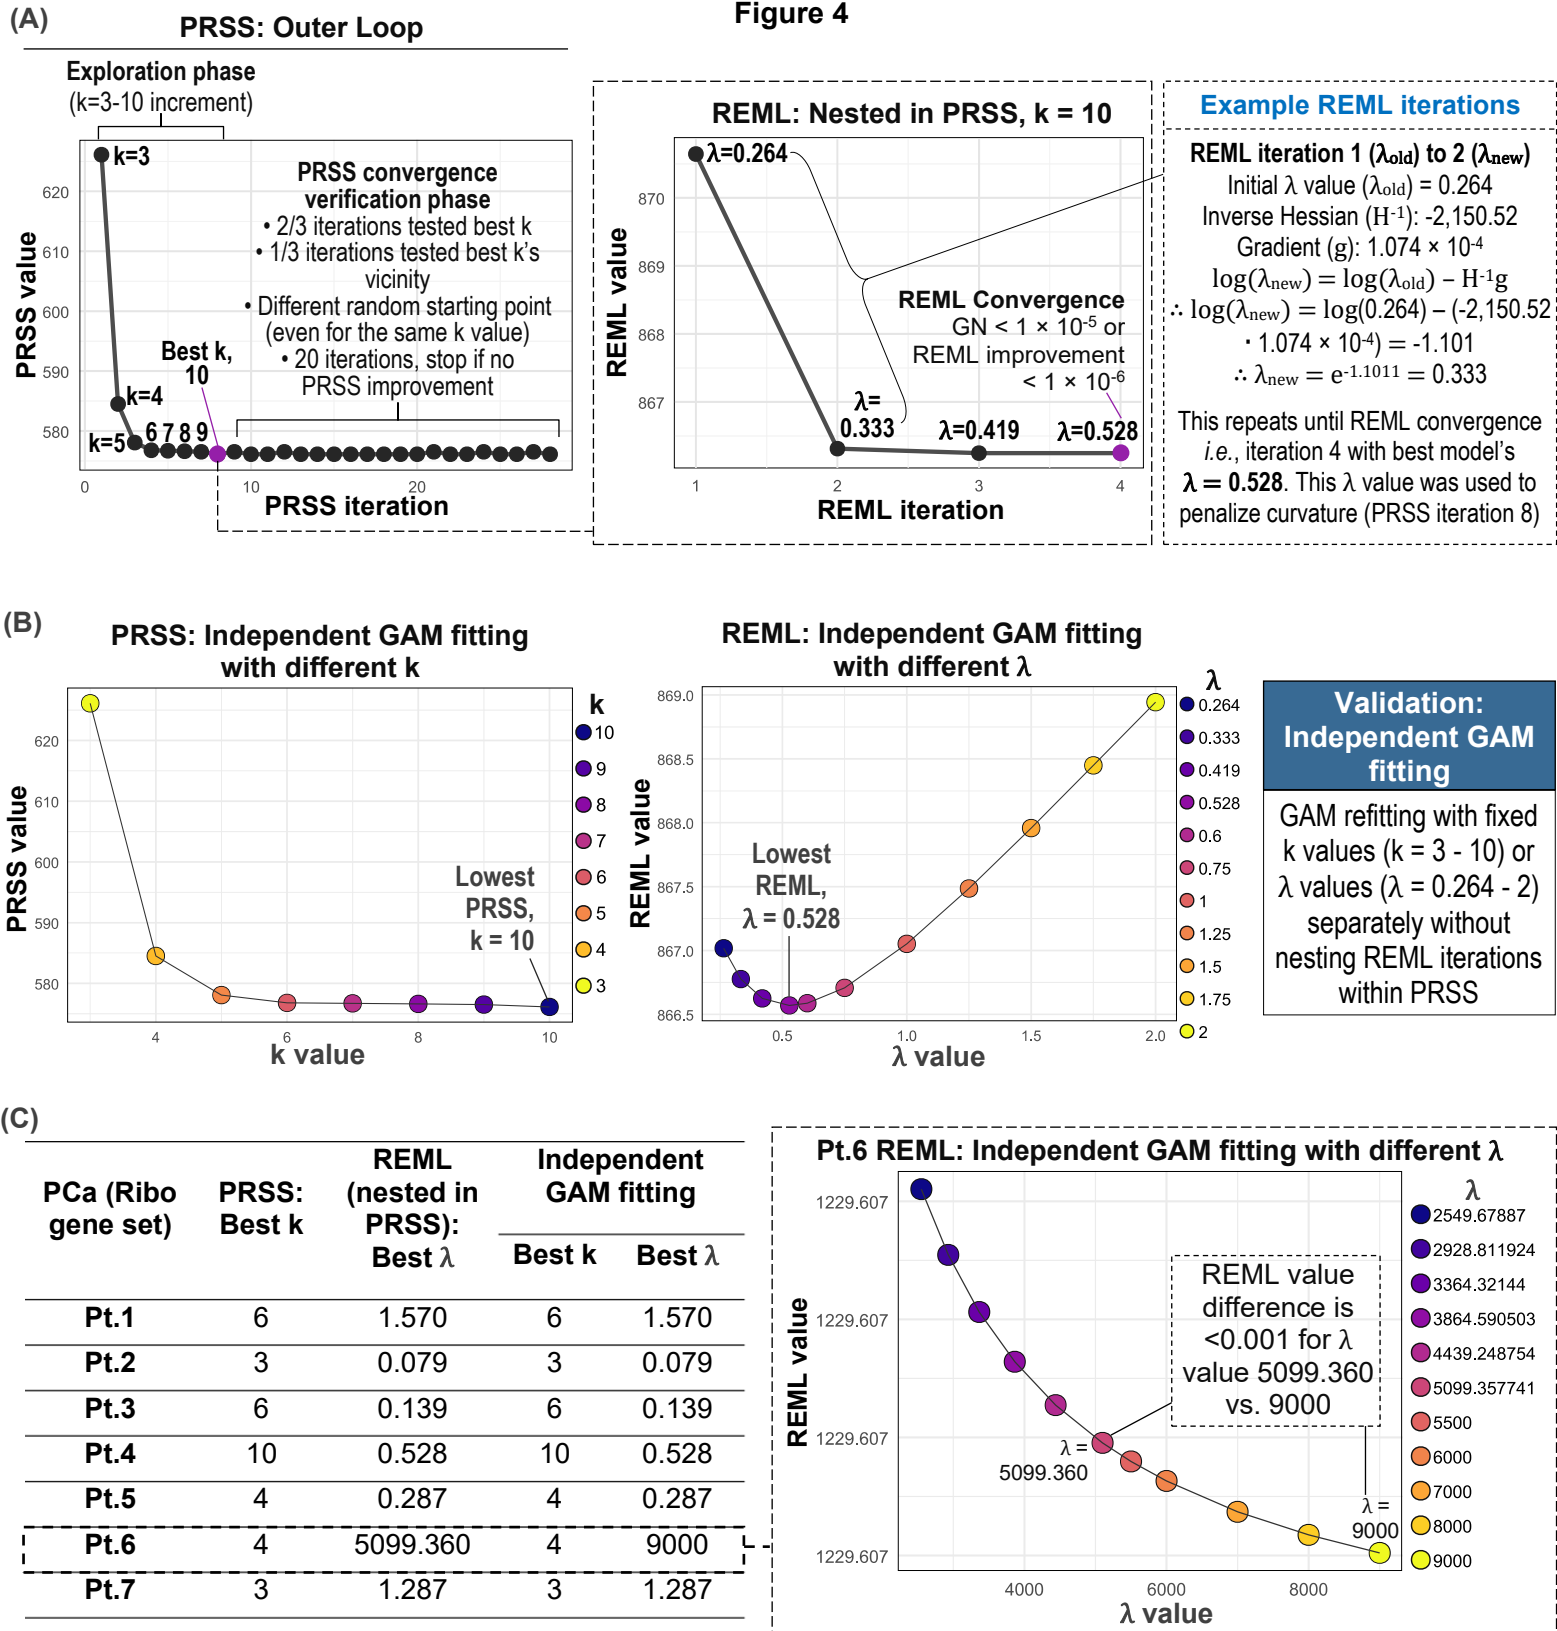 Figure 4
(A)
PRSS: Outer Loop
Exploration phase
(k=3-10 increment)
k=3
k=4
k=5
6 7 8 9
Best k,
10
PRSS convergence
verification phase
• 2/3 iterations tested best k
• 1/3 iterations tested best k's
vicinity
• Different random starting point
(even for the same k value)
• 20 iterations, stop if no
PRSS improvement
PRSS value
620
610
600
590
580
0
10
20
PRSS iteration
REML: Nested in PRSS, k = 10
λ=0.264
λ=
0.333
λ=0.419
λ=0.528
REML Convergence
GN < 1 × 10⁻⁵ or
REML improvement
< 1 × 10⁻⁶
REML value
870
869
868
867
1
2
3
4
REML iteration
Example REML iterations
REML iteration 1 (λold) to 2 (λnew)
Initial λ value (λold) = 0.264
Inverse Hessian (H⁻¹): -2,150.52
Gradient (g): 1.074 × 10⁻⁴
log(λnew) = log(λold) – H⁻¹g
∴ log(λnew) = log(0.264) – (-2,150.52
· 1.074 × 10⁻⁴) = -1.101
∴ λnew = e⁻¹·¹⁰¹¹ = 0.333
This repeats until REML convergence
i.e., iteration 4 with best model's
λ = 0.528. This λ value was used to
penalize curvature (PRSS iteration 8)
(B)
PRSS: Independent GAM fitting
with different k
PRSS value
620
610
600
590
580
4
6
8
10
k value
Lowest
PRSS,
k = 10
k
10
9
8
7
6
5
4
3
REML: Independent GAM fitting
with different λ
REML value
869.0
868.5
868.0
867.5
867.0
866.5
0.5
1.0
1.5
2.0
λ value
Lowest
REML,
λ = 0.528
λ
0.264
0.333
0.419
0.528
0.6
0.75
1
1.25
1.5
1.75
2
Validation:
Independent GAM
fitting
GAM refitting with fixed
k values (k = 3 - 10) or
λ values (λ = 0.264 - 2)
separately without
nesting REML iterations
within PRSS
(C)
PCa (Ribo
gene set)
PRSS:
Best k
REML
(nested in
PRSS):
Best λ
Independent
GAM fitting
Best k Best λ
Pt.1 6 1.570 6 1.570
Pt.2 3 0.079 3 0.079
Pt.3 6 0.139 6 0.139
Pt.4 10 0.528 10 0.528
Pt.5 4 0.287 4 0.287
Pt.6 4 5099.360 4 9000
Pt.7 3 1.287 3 1.287
Pt.6 REML: Independent GAM fitting with different λ
REML value
1229.607
1229.607
1229.607
1229.607
4000
6000
8000
λ value
REML value
difference is
<0.001 for λ
value 5099.360
vs. 9000
λ =
5099.360
λ =
9000
λ
2549.67887
2928.811924
3364.32144
3864.590503
4439.248754
5099.357741
5500
6000
7000
8000
9000